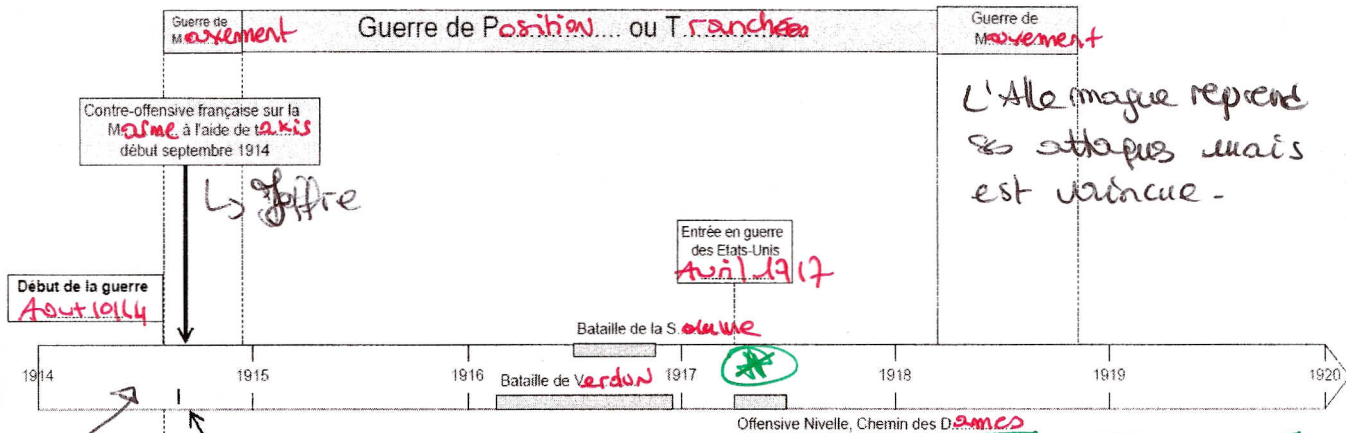 Guerre de
Mouvement
Guerre de Position.... ou Tranchées
Guerre de
Mouvement
Contre-offensive française sur la
Marne à l'aide de taxis
début septembre 1914
↳ Joffre
L'Allemagne reprend
ses attaques mais
est vaincue -
Entrée en guerre
des Etats-Unis
Avril 1917
Début de la guerre
Aout 1914
Bataille de la Somme
1914 1915 1916 1917 1918 1919 1920
Bataille de Verdun
Offensive Nivelle, Chemin des Dames